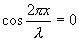 cos 2πx/λ = 0